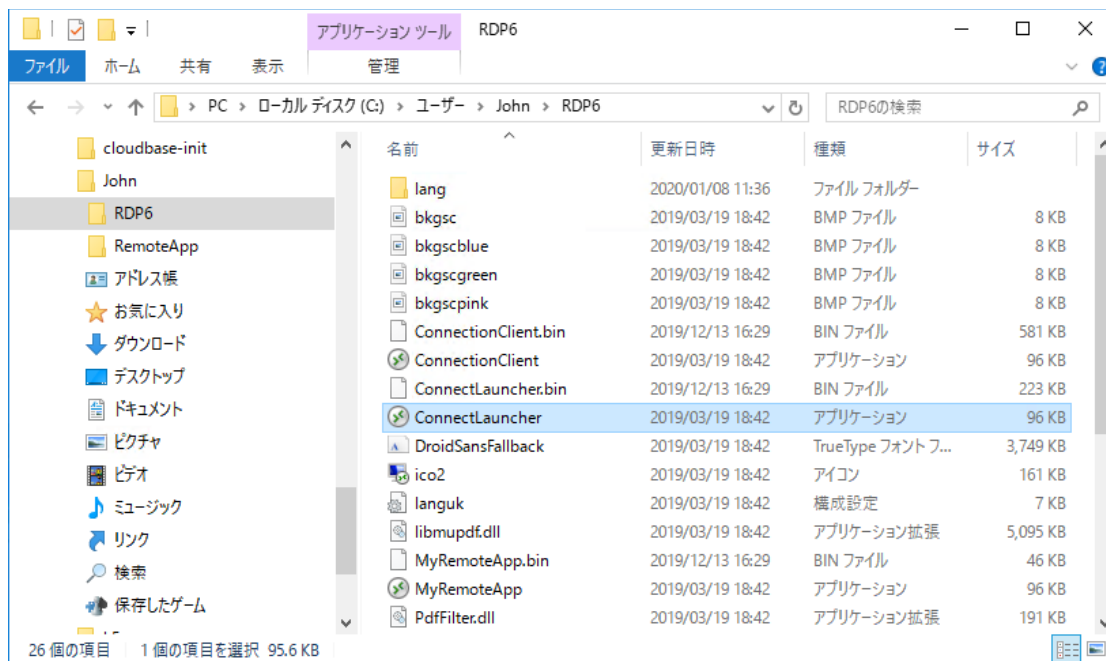 アプリケーション ツール RDP6
ファイル ホーム 共有 表示 管理
PC ローカル ディスク (C:) ユーザー John RDP6 RDP6の検索
cloudbase-init
John
RDP6
RemoteApp
アドレス帳
お気に入り
ダウンロード
デスクトップ
ドキュメント
ピクチャ
ビデオ
ミュージック
リンク
検索
保存したゲーム
名前 更新日時 種類 サイズ
lang 2020/01/08 11:36 ファイル フォルダー
bkgsc 2019/03/19 18:42 BMP ファイル 8 KB
bkgscblue 2019/03/19 18:42 BMP ファイル 8 KB
bkgscgreen 2019/03/19 18:42 BMP ファイル 8 KB
bkgscpink 2019/03/19 18:42 BMP ファイル 8 KB
ConnectionClient.bin 2019/12/13 16:29 BIN ファイル 581 KB
ConnectionClient 2019/03/19 18:42 アプリケーション 96 KB
ConnectLauncher.bin 2019/12/13 16:29 BIN ファイル 223 KB
ConnectLauncher 2019/03/19 18:42 アプリケーション 96 KB
DroidSansFallback 2019/03/19 18:42 TrueType フォント フ... 3,749 KB
ico2 2019/03/19 18:42 アイコン 161 KB
languk 2019/03/19 18:42 構成設定 7 KB
libmupdf.dll 2019/03/19 18:42 アプリケーション拡張 5,095 KB
MyRemoteApp.bin 2019/12/13 16:29 BIN ファイル 46 KB
MyRemoteApp 2019/03/19 18:42 アプリケーション 96 KB
PdfFilter.dll 2019/03/19 18:42 アプリケーション拡張 191 KB
26 個の項目 1 個の項目を選択 95.6 KB